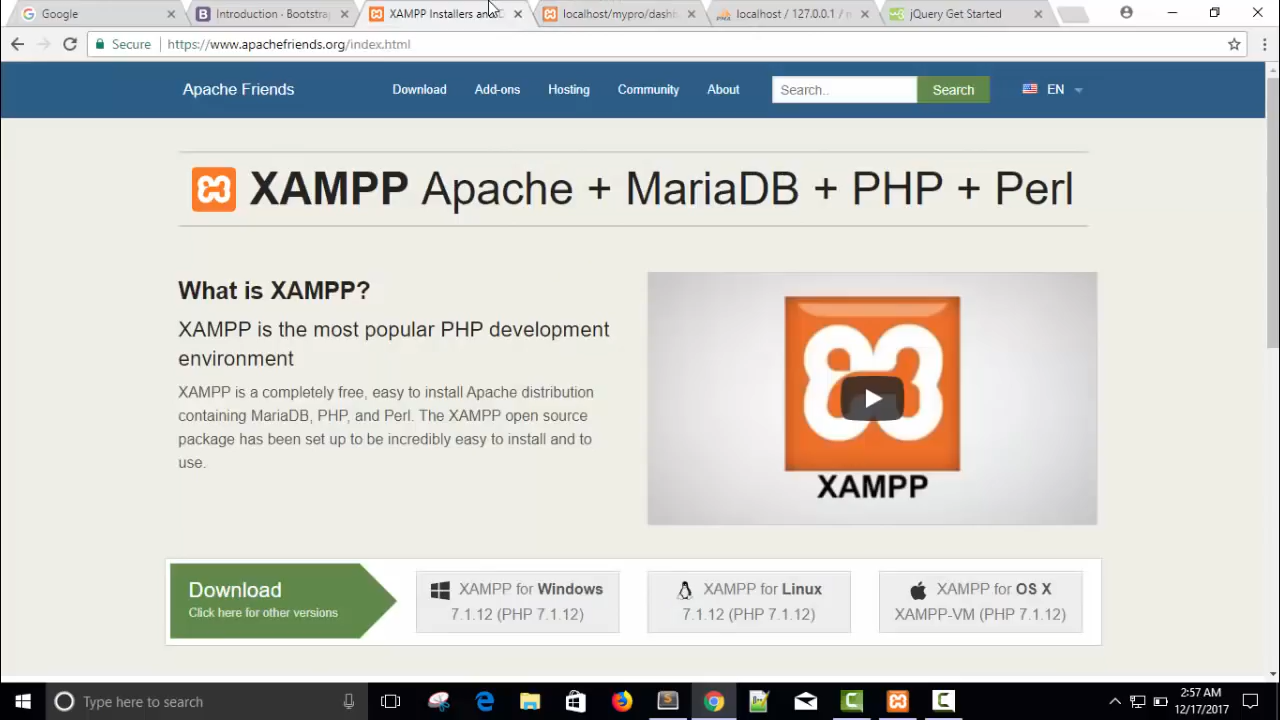 Google
Introduction · Bootstrap
XAMPP Installers and
localhost/mypro/dashb
localhost / 127.0.0.1 / m
jQuery Get Started
Secure https://www.apachefriends.org/index.html
Apache Friends
Download
Add-ons
Hosting
Community
About
Search..
Search
EN
XAMPP Apache + MariaDB + PHP + Perl
What is XAMPP?
XAMPP is the most popular PHP development
environment
XAMPP is a completely free, easy to install Apache distribution
containing MariaDB, PHP, and Perl. The XAMPP open source
package has been set up to be incredibly easy to install and to
use.
XAMPP
Download
Click here for other versions
XAMPP for Windows
7.1.12 (PHP 7.1.12)
XAMPP for Linux
7.1.12 (PHP 7.1.12)
XAMPP for OS X
XAMPP-VM (PHP 7.1.12)
Type here to search
2:57 AM
12/17/2017